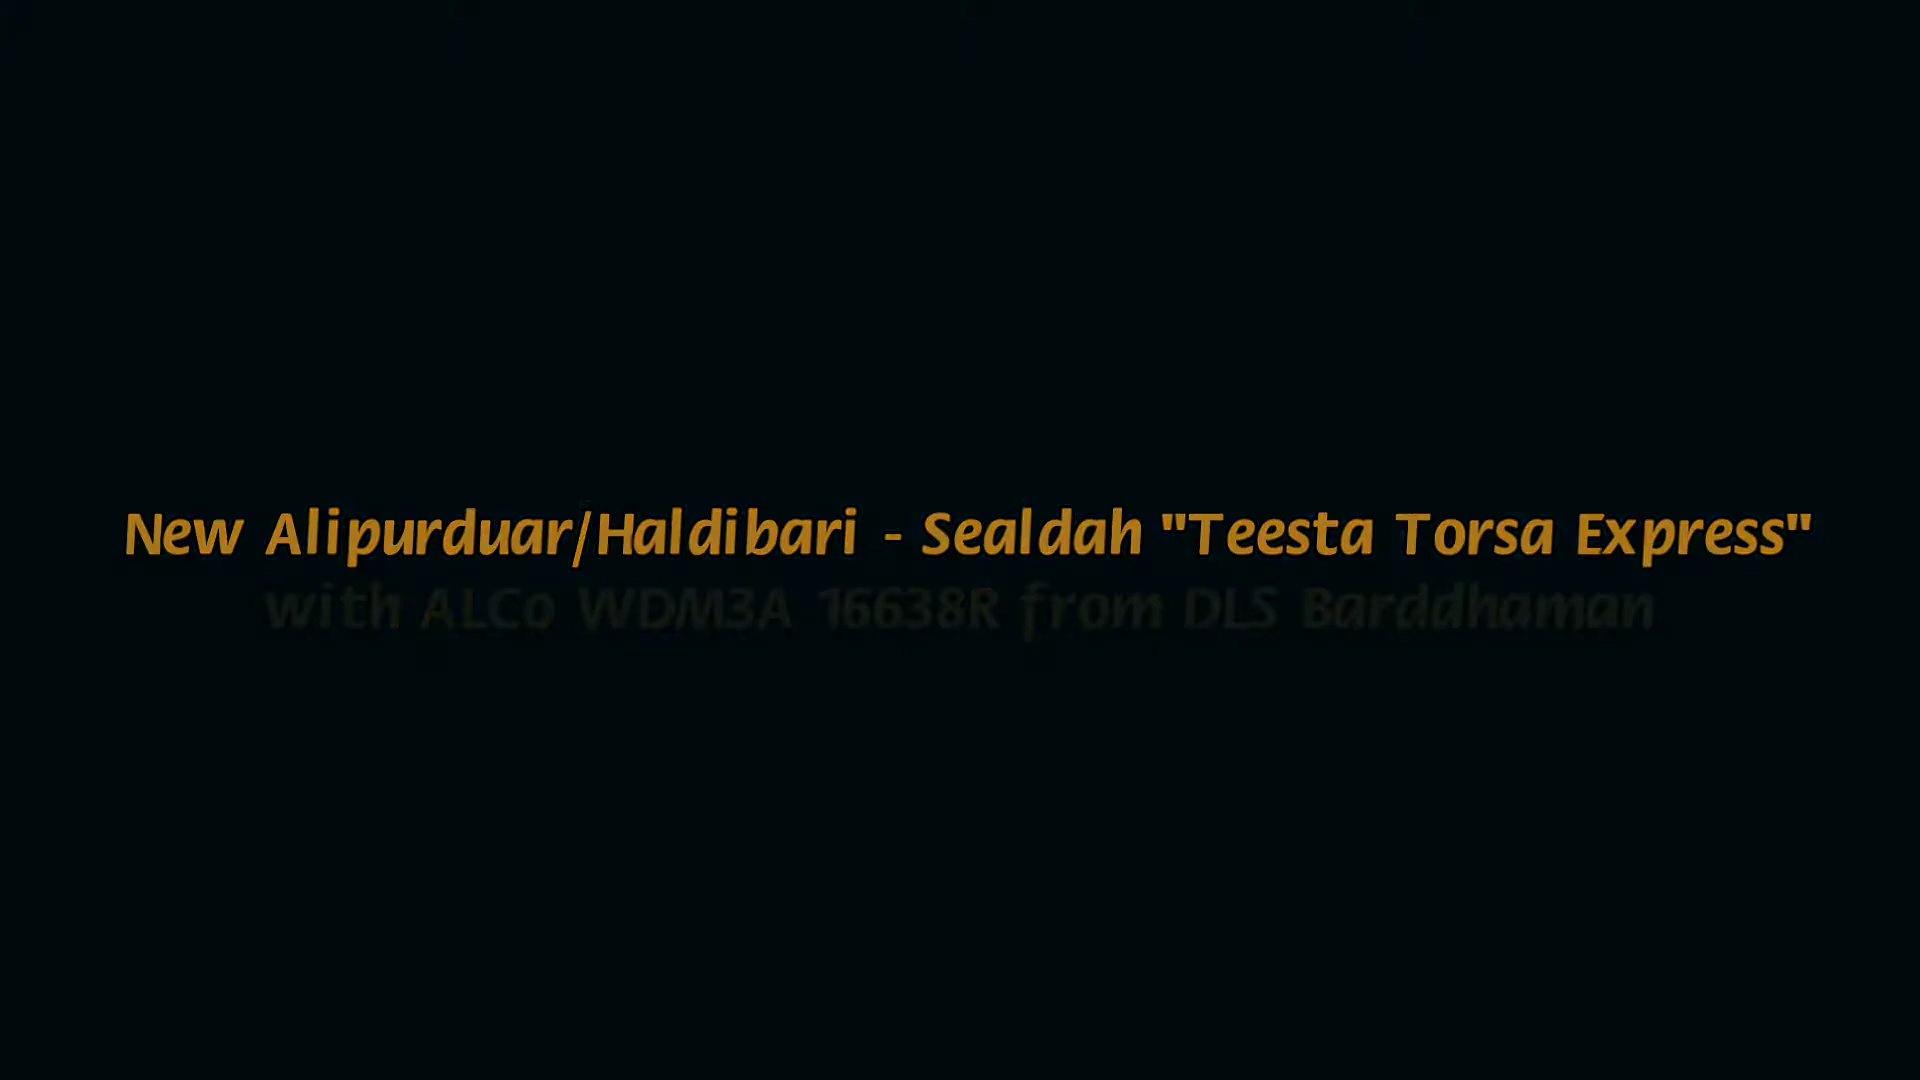 New Alipurduar/Haldibari - Sealdah "Teesta Torsa Express"
with ALCo WDM3A 16638R from DLS Barddhaman